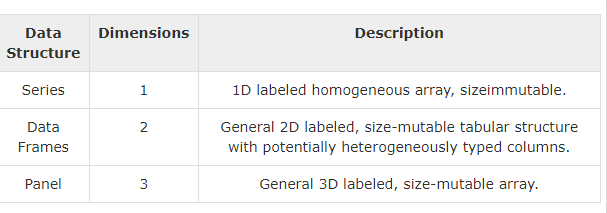 Data Structure Dimensions Description
Series 1 1D labeled homogeneous array, sizeimmutable.
Data Frames 2 General 2D labeled, size-mutable tabular structure
with potentially heterogeneously typed columns.
Panel 3 General 3D labeled, size-mutable array.